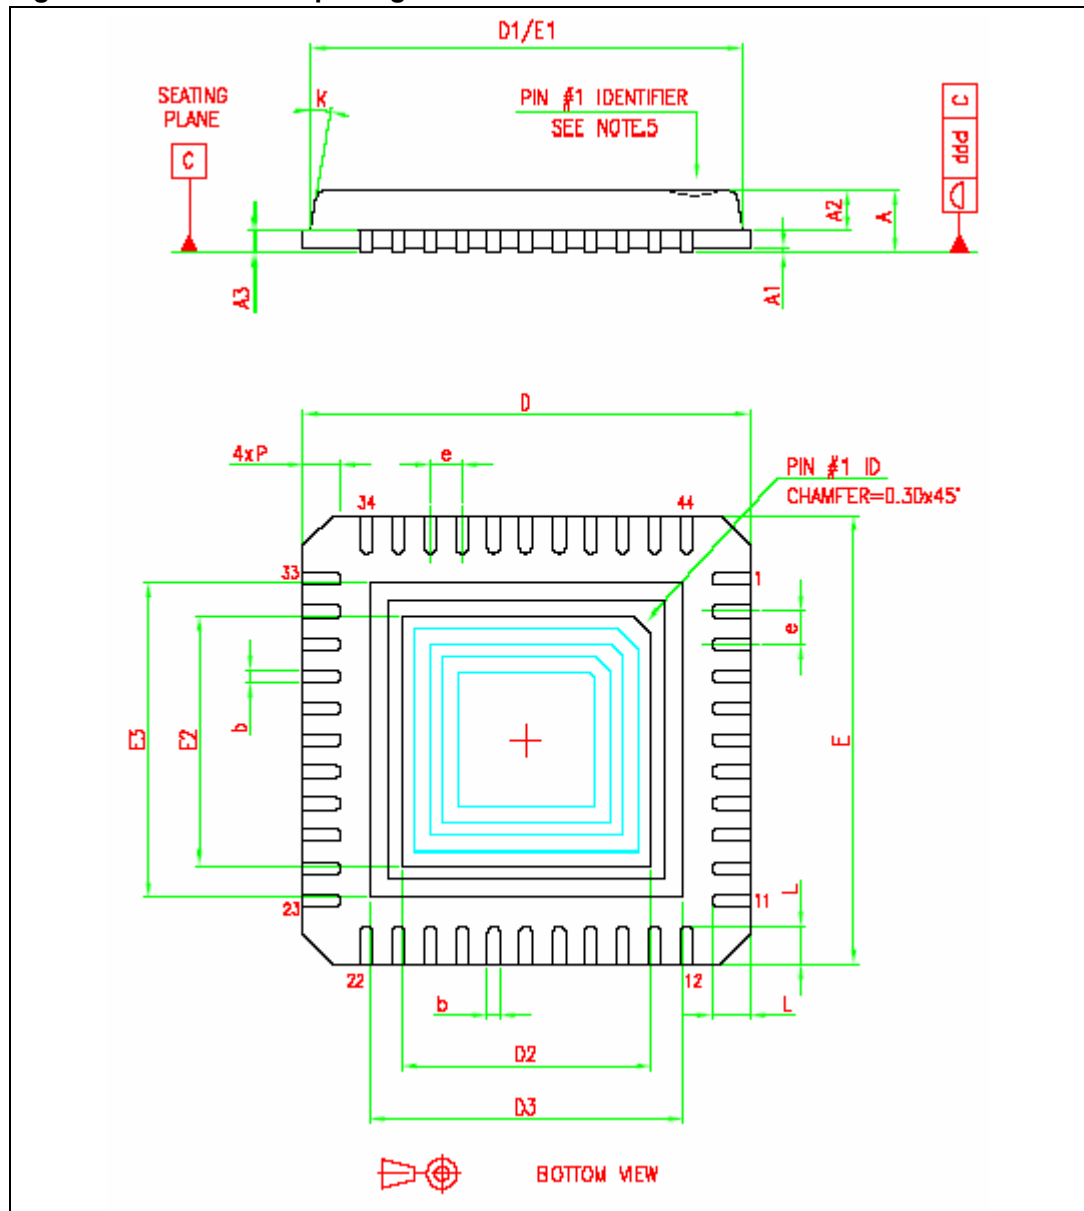 D1/E1
SEATING
PLANE
K
PIN #1 IDENTIFIER
SEE NOTE.5
C
C
ddd
A2
A
A3
A1
D
4xP
e
PIN #1 ID
CHAMFER=0.30x45°
34
44
33
1
e
b
E3
E2
E
L
23
11
22
12
b
L
D2
D3
BOTTOM VIEW